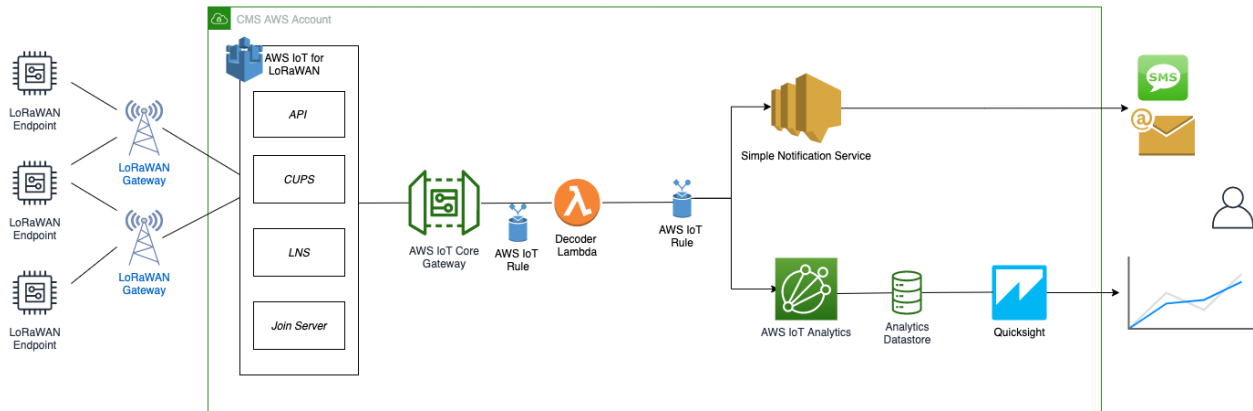 CMS AWS Account
LoRaWAN
Endpoint
LoRaWAN
Endpoint
LoRaWAN
Endpoint
LoRaWAN
Gateway
LoRaWAN
Gateway
AWS IoT for
LoRaWAN
API
CUPS
LNS
Join Server
AWS IoT Core
Gateway
AWS IoT
Rule
Decoder
Lambda
AWS IoT
Rule
Simple Notification Service
SMS
@
AWS IoT Analytics
Analytics
Datastore
Quicksight